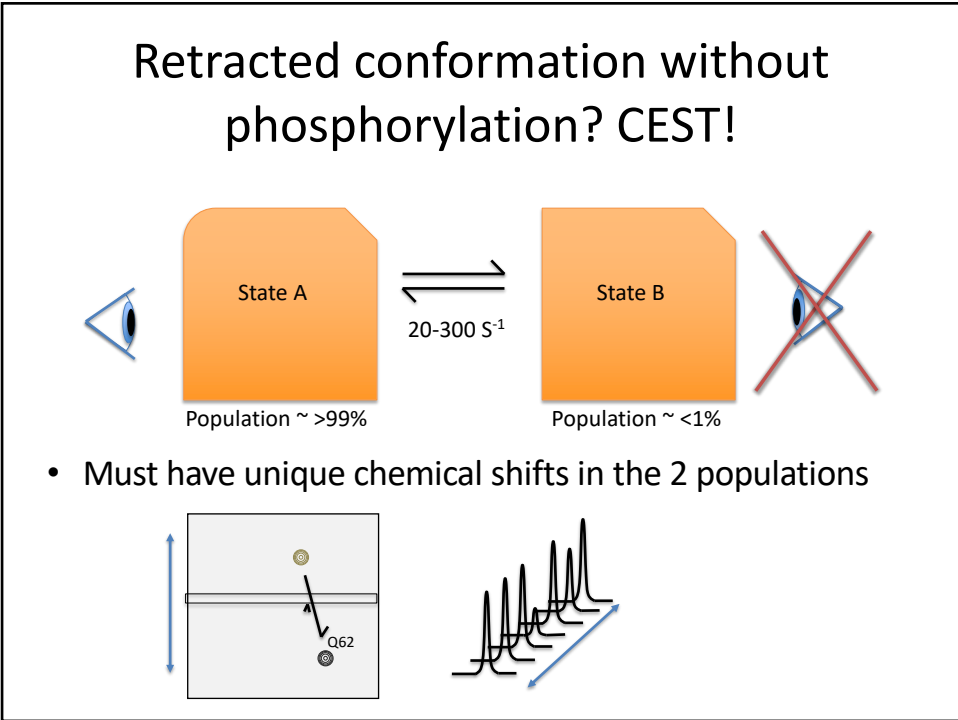 Retracted conformation without
phosphorylation? CEST!
State A
State B
20-300 S⁻¹
Population ~ >99%
Population ~ <1%
• Must have unique chemical shifts in the 2 populations
Q62